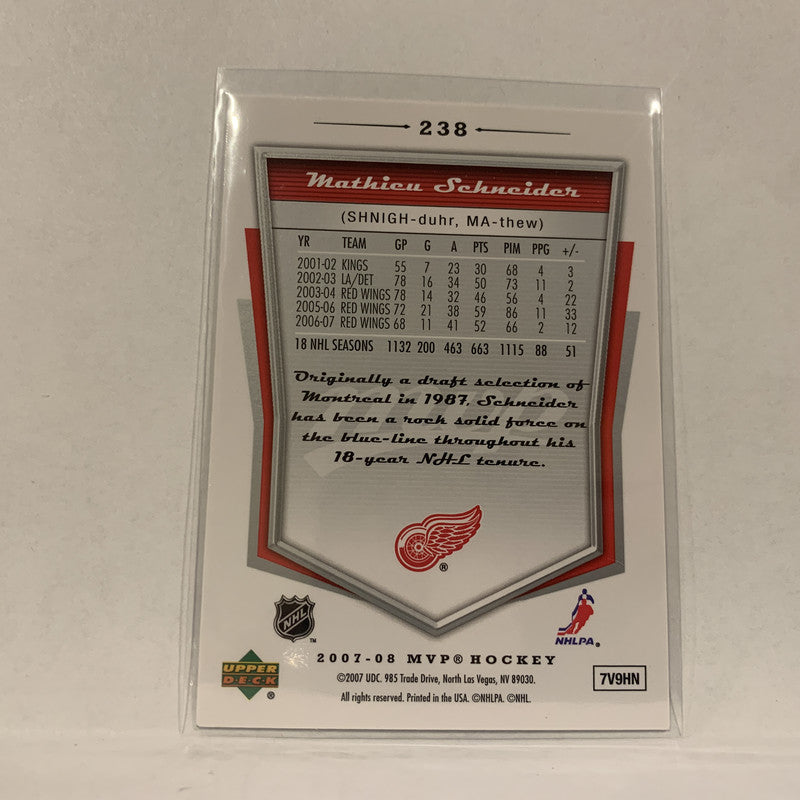 238
Mathieu Schneider
(SHNIGH-duhr, MA-thew)
YR TEAM GP G A PTS PIM PPG +/-
2001-02 KINGS 55 7 23 30 68 4 3
2002-03 LA/DET 78 16 34 50 73 11 2
2003-04 RED WINGS 78 14 32 46 56 4 22
2005-06 RED WINGS 72 21 38 59 86 11 33
2006-07 RED WINGS 68 11 41 52 66 2 12
18 NHL SEASONS 1132 200 463 663 1115 88 51
Originally a draft selection of
Montreal in 1987, Schneider
has been a rock solid force on
the blue-line throughout his
18-year NHL tenure.
®
NHL
™
NHLPA®
2007-08 MVP® HOCKEY
UPPER
DECK
®
©2007 UDC. 985 Trade Drive, North Las Vegas, NV 89030.
All rights reserved. Printed in the USA. ©NHLPA. ©NHL.
7V9HN